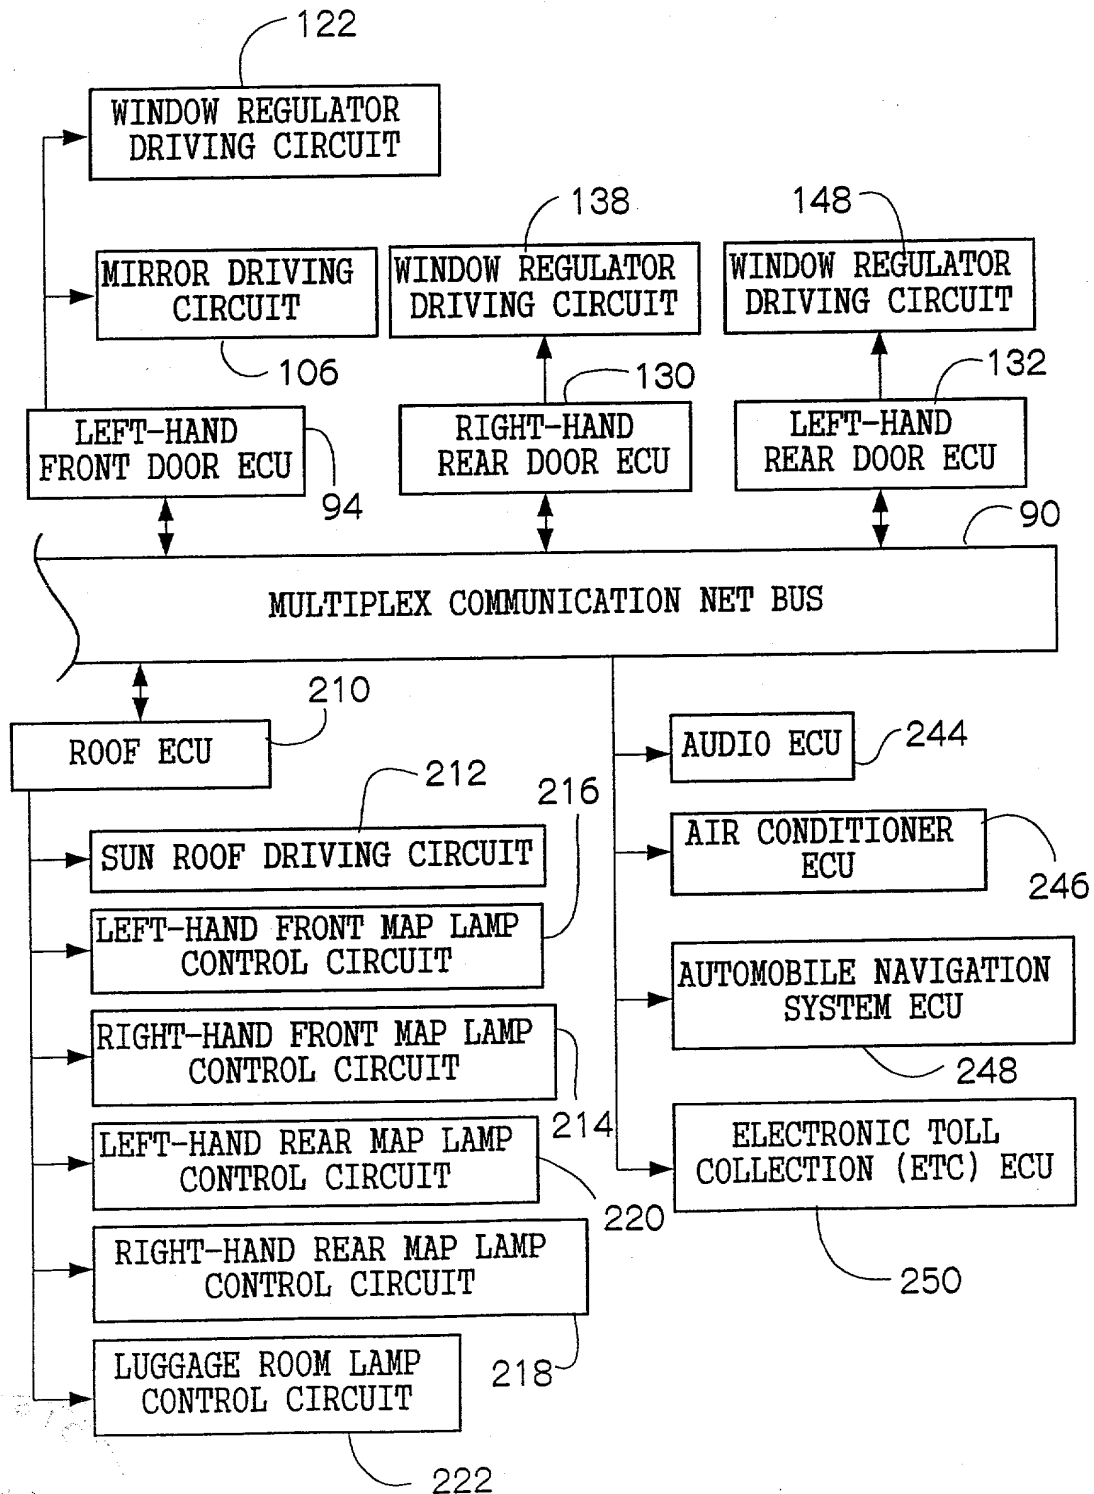 122
WINDOW REGULATOR
DRIVING CIRCUIT
138
148
MIRROR DRIVING
CIRCUIT
WINDOW REGULATOR
DRIVING CIRCUIT
WINDOW REGULATOR
DRIVING CIRCUIT
106
130
132
LEFT-HAND
FRONT DOOR ECU
RIGHT-HAND
REAR DOOR ECU
LEFT-HAND
REAR DOOR ECU
94
90
MULTIPLEX COMMUNICATION NET BUS
210
ROOF ECU
AUDIO ECU
244
212
216
SUN ROOF DRIVING CIRCUIT
AIR CONDITIONER
ECU
246
LEFT-HAND FRONT MAP LAMP
CONTROL CIRCUIT
AUTOMOBILE NAVIGATION
SYSTEM ECU
248
RIGHT-HAND FRONT MAP LAMP
CONTROL CIRCUIT
214
LEFT-HAND REAR MAP LAMP
CONTROL CIRCUIT
220
ELECTRONIC TOLL
COLLECTION (ETC) ECU
250
RIGHT-HAND REAR MAP LAMP
CONTROL CIRCUIT
218
LUGGAGE ROOM LAMP
CONTROL CIRCUIT
222